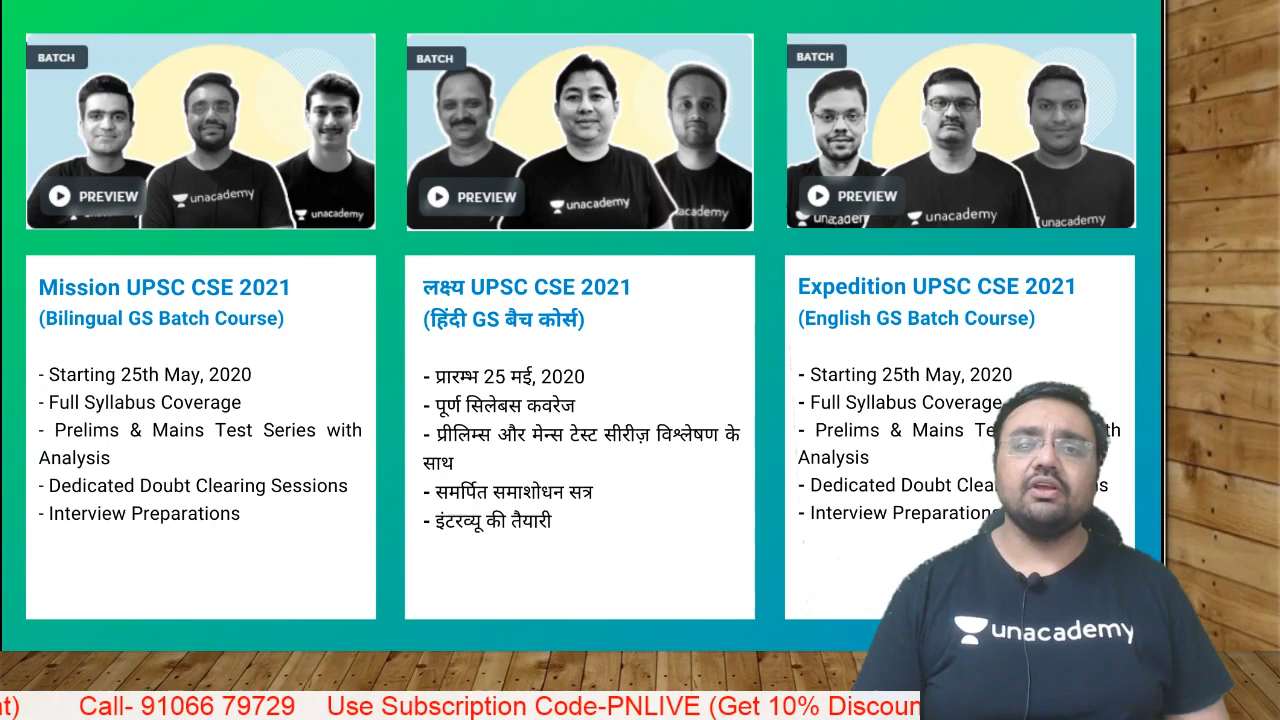 BATCH
PREVIEW
unacademy
unacademy
BATCH
PREVIEW
unacademy
BATCH
PREVIEW
unacademy
unacademy
Mission UPSC CSE 2021
(Bilingual GS Batch Course)
- Starting 25th May, 2020
- Full Syllabus Coverage
- Prelims & Mains Test Series with
Analysis
- Dedicated Doubt Clearing Sessions
- Interview Preparations
लक्ष्य UPSC CSE 2021
(हिंदी GS बैच कोर्स)
- प्रारम्भ 25 मई, 2020
- पूर्ण सिलेबस कवरेज
- प्रीलिम्स और मेन्स टेस्ट सीरीज़ विश्लेषण के
साथ
- समर्पित समाशोधन सत्र
- इंटरव्यू की तैयारी
Expedition UPSC CSE 2021
(English GS Batch Course)
- Starting 25th May, 2020
- Full Syllabus Coverage
- Prelims & Mains
Analysis
- Dedicated Doubt
- Interview Preparations
unacademy
Call- 91066 79729 Use Subscription Code-PNLIVE (Get 10% Discoun